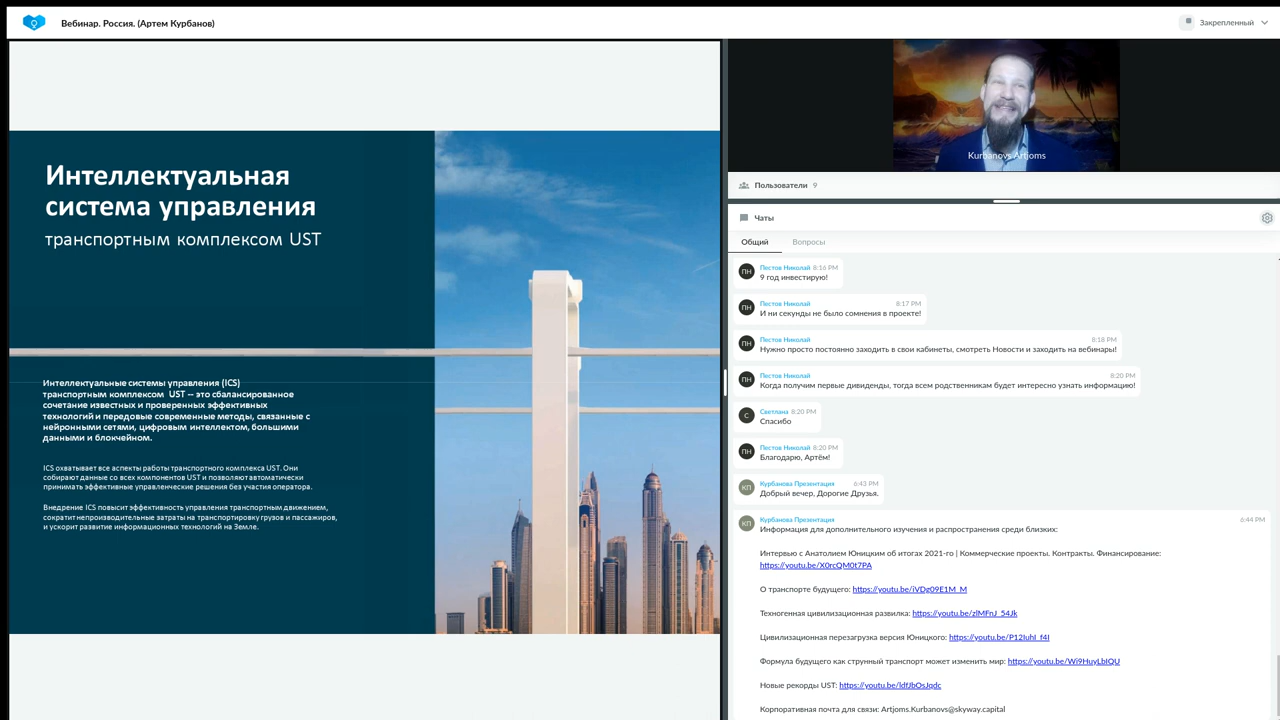 Вебинар. Россия. (Артем Курбанов)
Закрепленный
Интеллектуальная
система управления
транспортным комплексом UST
Интеллектуальные системы управления (ICS)
транспортным комплексом UST – это сбалансированное
сочетание известных и проверенных эффективных
технологий и передовые современные методы, связанные с
нейронными сетями, цифровым интеллектом, большими
данными и блокчейном.
ICS охватывает все аспекты работы транспортного комплекса UST. Они
собирают данные со всех компонентов UST и позволяют автоматически
принимать эффективные управленческие решения без участия оператора.
Внедрение ICS повысит эффективность управления транспортным движением,
сократит непроизводительные затраты на транспортировку грузов и пассажиров,
и ускорит развитие информационных технологий на Земле.
Kurbanovs Artjoms
Пользователи 9
Чаты
Общий Вопросы
ПН Пестов Николай 8:16 PM
9 год инвестирую!
ПН Пестов Николай 8:17 PM
И ни секунды не было сомнения в проекте!
ПН Пестов Николай 8:18 PM
Нужно просто постоянно заходить в свои кабинеты, смотреть Новости и заходить на вебинары!
ПН Пестов Николай 8:20 PM
Когда получим первые дивиденды, тогда всем родственникам будет интересно узнать информацию!
С Светлана 8:20 PM
Спасибо
ПН Пестов Николай 8:20 PM
Благодарю, Артём!
КП Курбанова Презентация 6:43 PM
Добрый вечер, Дорогие Друзья.
КП Курбанова Презентация 6:44 PM
Информация для дополнительного изучения и распространения среди близких:
Интервью с Анатолием Юницким об итогах 2021-го | Коммерческие проекты. Контракты. Финансирование:
https://youtu.be/X0rcQM0t7PA
О транспорте будущего: https://youtu.be/iVDg09E1M_M
Техногенная цивилизационная развилка: https://youtu.be/zlMFnJ_54Jk
Цивилизационная перезагрузка версия Юницкого: https://youtu.be/P12Iuhl_f4I
Формула будущего как струнный транспорт может изменить мир: https://youtu.be/Wi9HuyLbIQU
Новые рекорды UST: https://youtu.be/ldfJbOsJqdc
Корпоративная почта для связи: Artjoms.Kurbanovs@skyway.capital